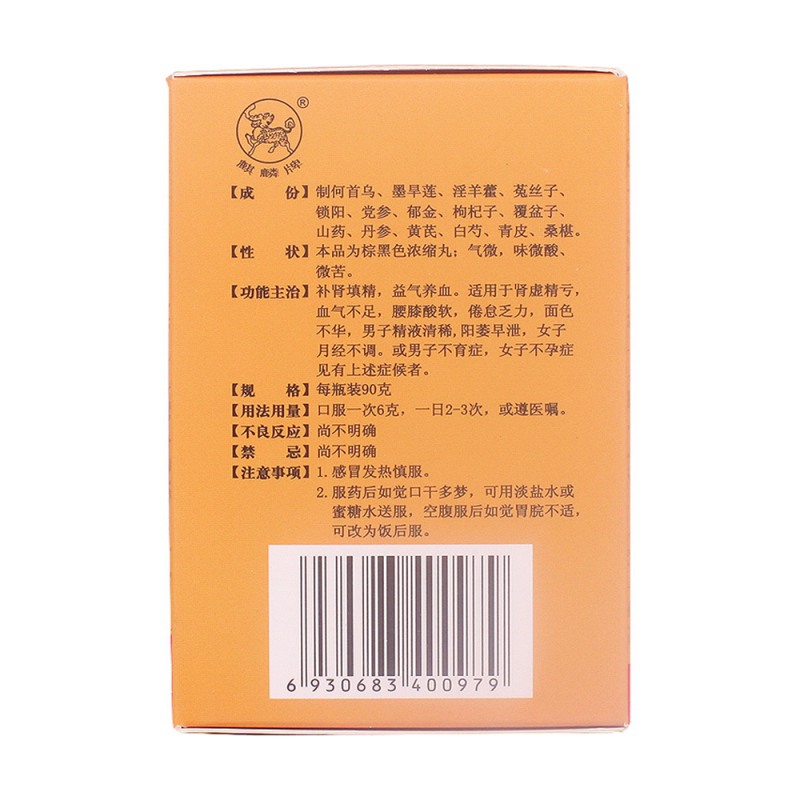 ®
麒麟牌
【成　份】制何首乌、墨旱莲、淫羊藿、菟丝子、
锁阳、党参、郁金、枸杞子、覆盆子、
山药、丹参、黄芪、白芍、青皮、桑椹。
【性　状】本品为棕黑色浓缩丸；气微，味微酸、
微苦。
【功能主治】补肾填精，益气养血。适用于肾虚精亏，
血气不足，腰膝酸软，倦怠乏力，面色
不华，男子精液清稀,阳萎早泄，女子
月经不调。或男子不育症，女子不孕症
见有上述症候者。
【规　格】每瓶装90克
【用法用量】口服一次6克，一日2-3次，或遵医嘱。
【不良反应】尚不明确
【禁　忌】尚不明确
【注意事项】1.感冒发热慎服。
2.服药后如觉口干多梦，可用淡盐水或
蜜糖水送服，空腹服后如觉胃脘不适，
可改为饭后服。
6 930683 400979